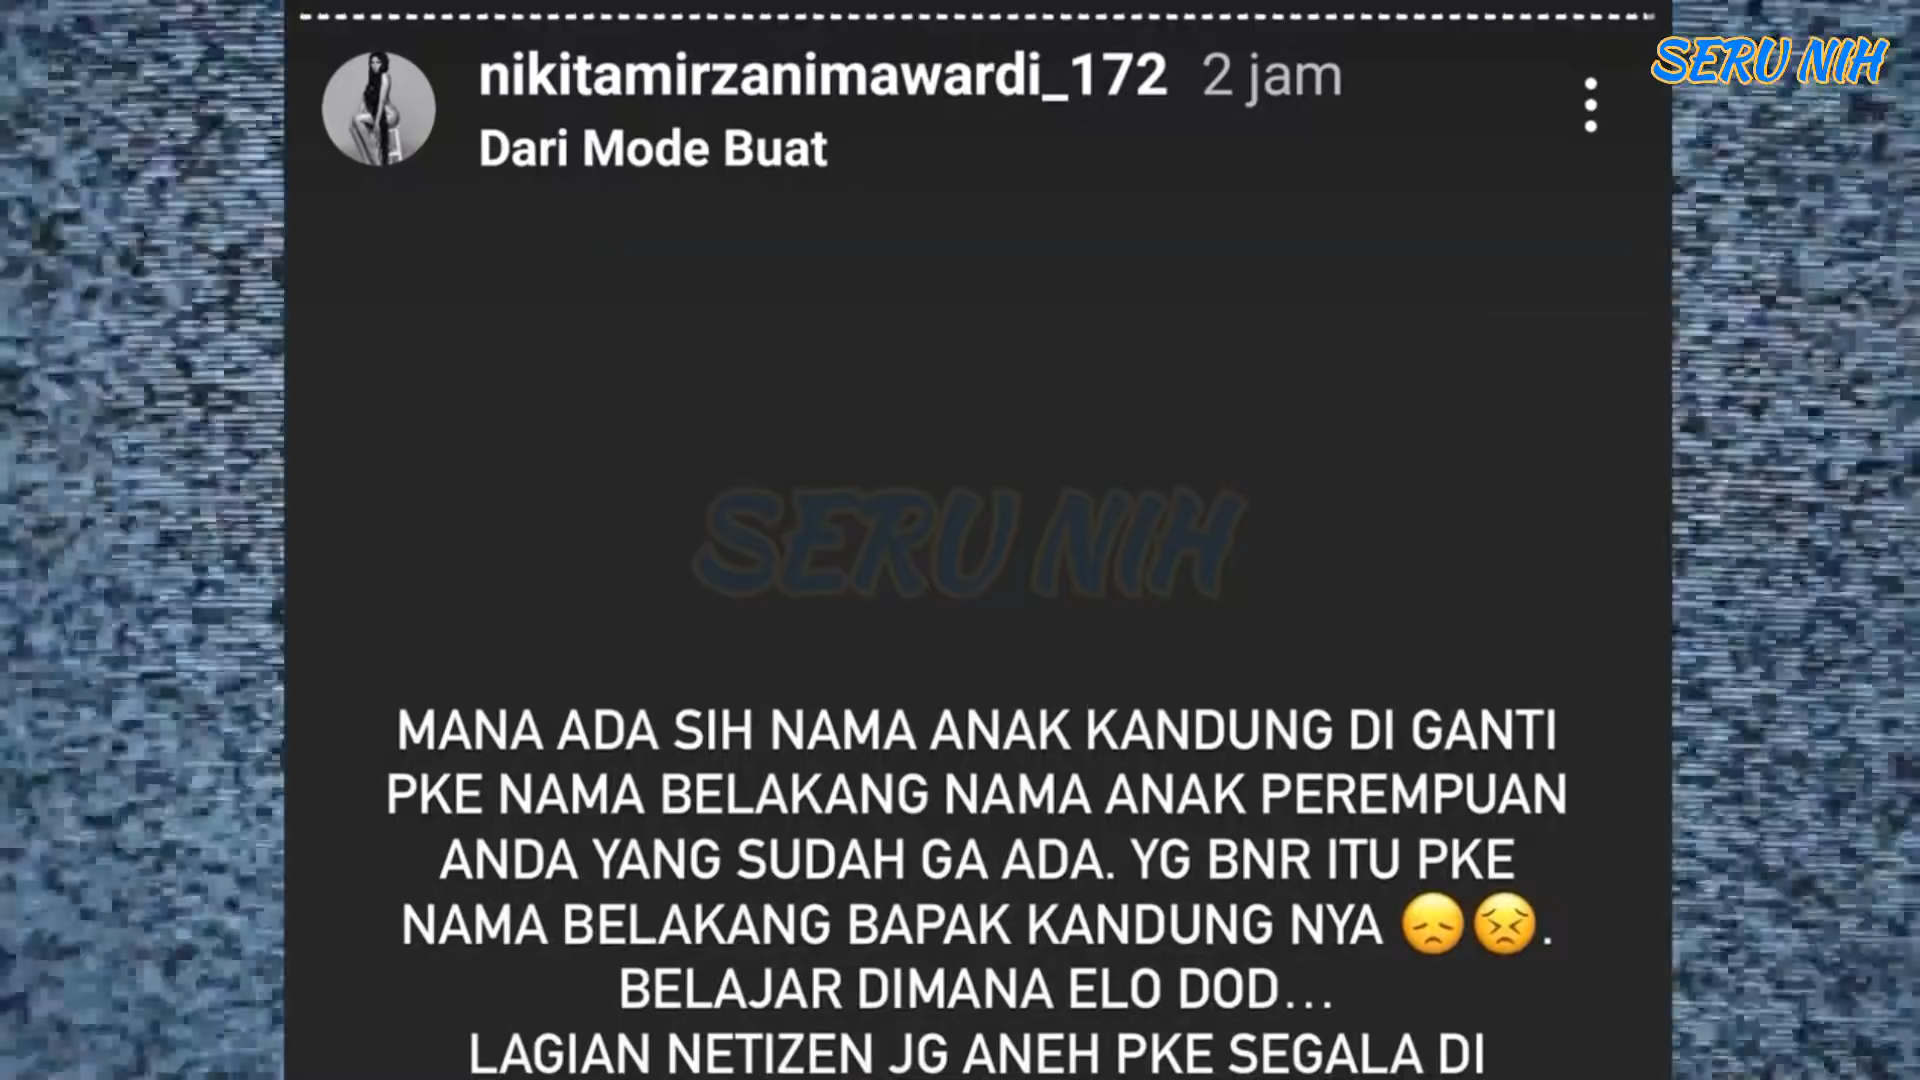 SERU NIH
nikitamirzanimawardi_172 2 jam
Dari Mode Buat
SERU NIH
MANA ADA SIH NAMA ANAK KANDUNG DI GANTI
PKE NAMA BELAKANG NAMA ANAK PEREMPUAN
ANDA YANG SUDAH GA ADA. YG BNR ITU PKE
NAMA BELAKANG BAPAK KANDUNG NYA 😞😣.
BELAJAR DIMANA ELO DOD...
LAGIAN NETIZEN JG ANEH PKE SEGALA DI